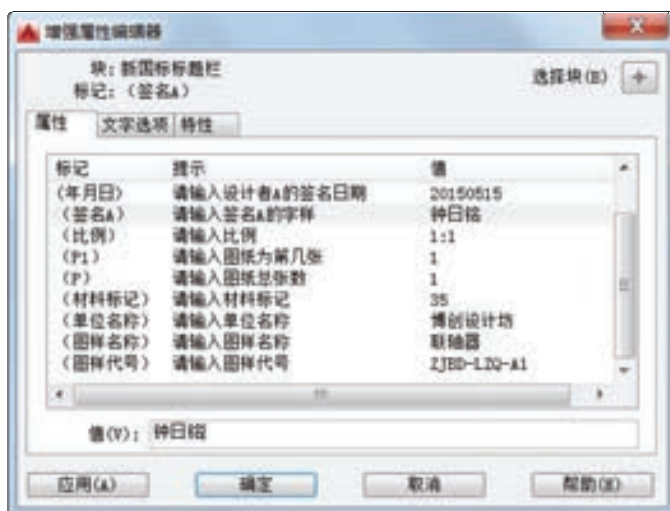 增强属性编辑器
块: 新国标标题栏
标记: (签名A)
选择块(B)
属性 文字选项 特性
标记 提示 值
(年月日) 请输入设计者A的签名日期 20150515
(签名A) 请输入签名A的字样 钟日铭
(比例) 请输入比例 1:1
(P1) 请输入图纸为第几张 1
(P) 请输入图纸总张数 1
(材料标记) 请输入材料标记 35
(单位名称) 请输入单位名称 博创设计坊
(图样名称) 请输入图样名称 联轴器
(图样代号) 请输入图样代号 ZJBD-LZQ-A1
值(V): 钟日铭
应用(A) 确定 取消 帮助(H)